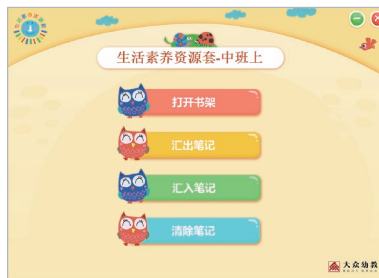 生活素养资源套-中班上
打开书架
汇出笔记
汇入笔记
清除笔记
大众幼教